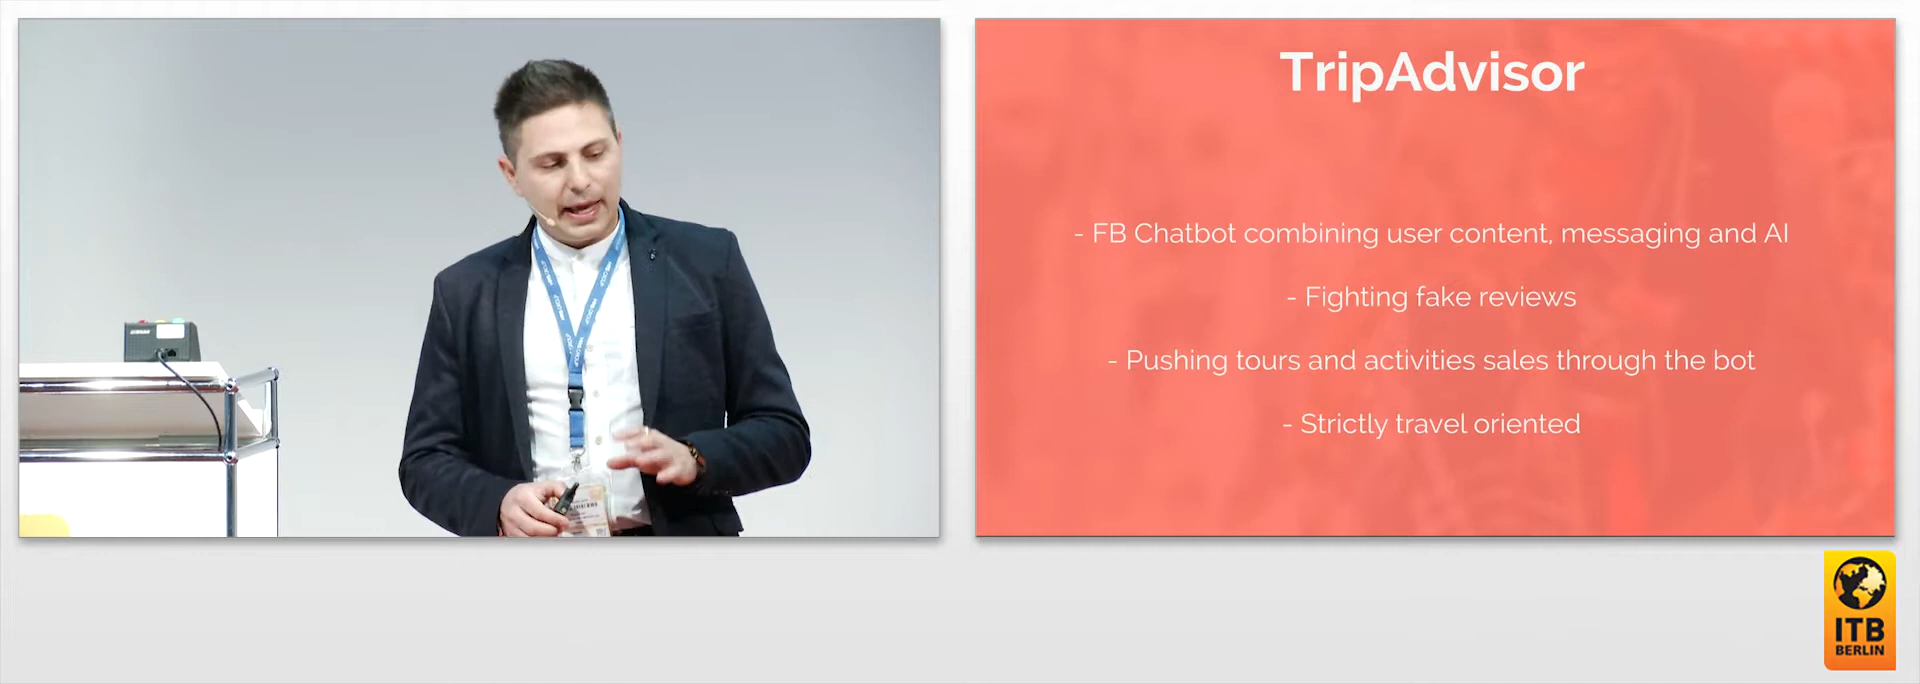 TripAdvisor
- FB Chatbot combining user content, messaging and AI
- Fighting fake reviews
- Pushing tours and activities sales through the bot
- Strictly travel oriented
ITB
BERLIN